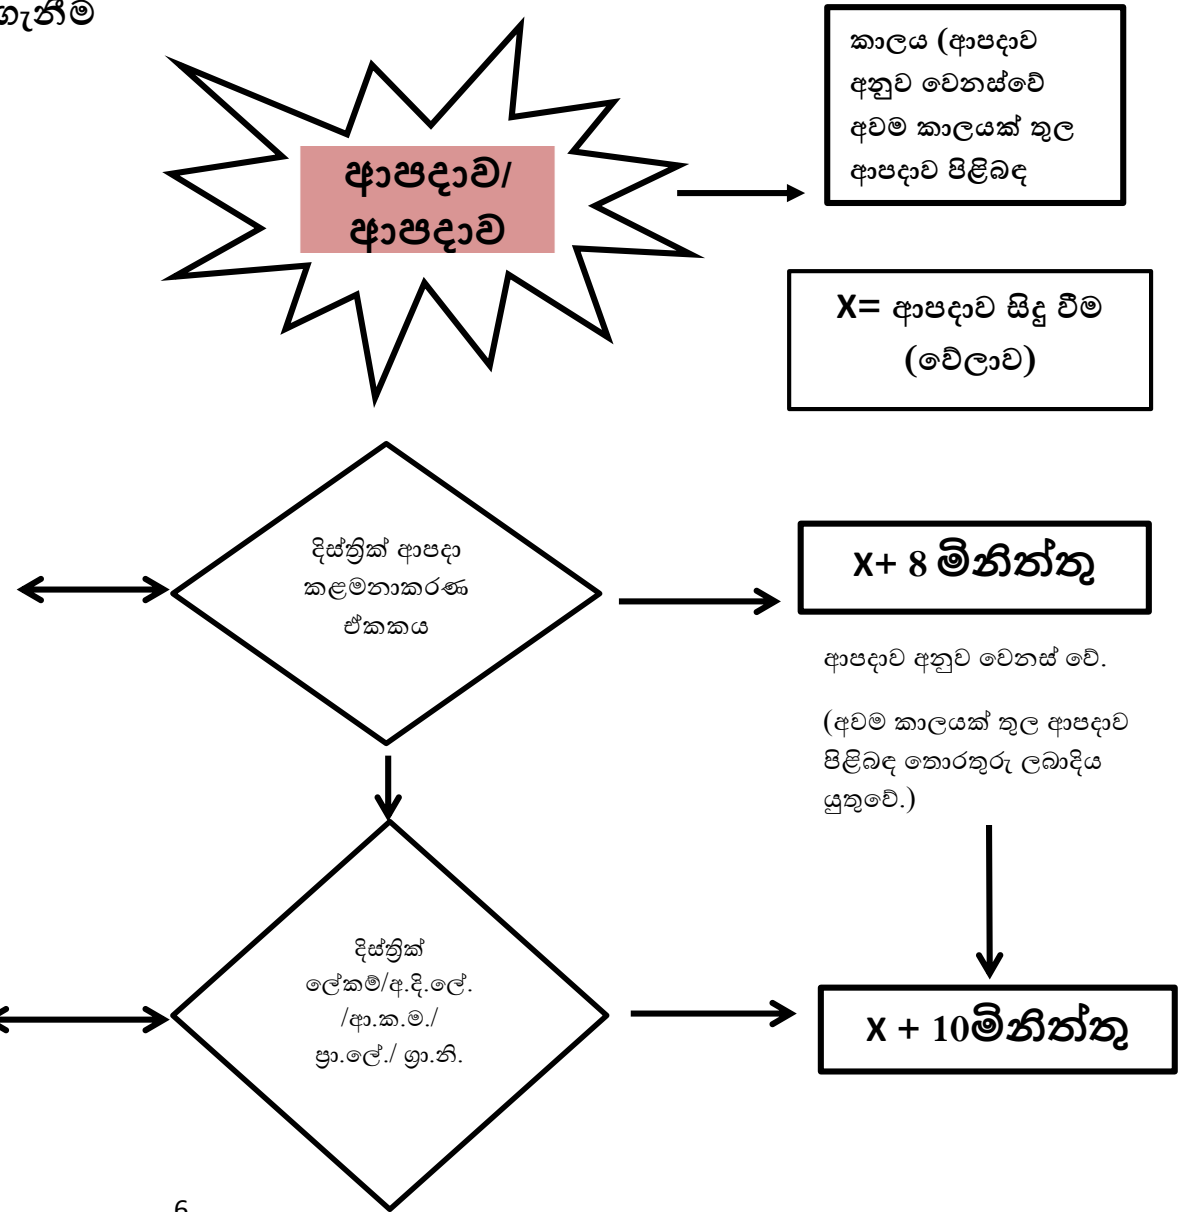 ගැනීම
කාලය (ආපදාව
අනුව වෙනස්වේ
අවම කාලයක් තුල
ආපදාව පිළිබඳ
ආපදාව/
ආපදාව
X= ආපදාව සිදු වීම
(වේලාව)
දිස්ත්‍රික් ආපදා
කළමනාකරණ
ඒකකය
X+ 8 මිනිත්තු
ආපදාව අනුව වෙනස් වේ.
(අවම කාලයක් තුල ආපදාව
පිළිබඳ තොරතුරු ලබාදිය
යුතුවේ.)
දිස්ත්‍රික්
ලේකම්/අ.දි.ලේ.
/ආ.ක.ම./
ප්‍රා.ලේ./ ග්‍රා.නි.
X + 10මිනිත්තු
6